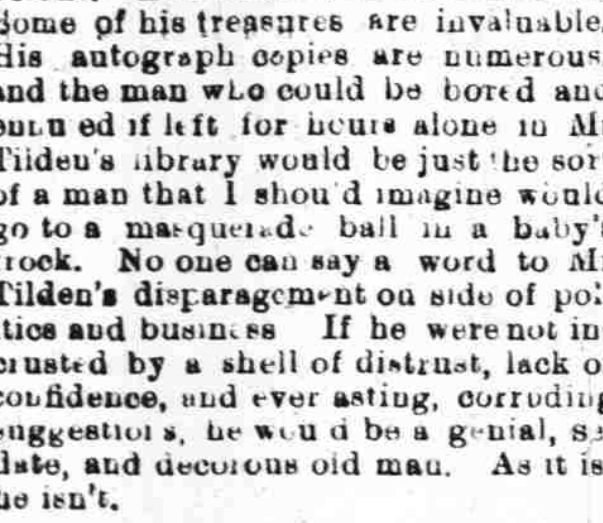 Some of his treasures are invaluable.
His autograph copies are numerous
and the man who could be bored and
ennuied if left for hours alone in Mr
Tilden's library would be just the sort
of a man that I should imagine would
go to a masquerade ball in a baby's
frock. No one can say a word to Mr
Tilden's disparagement on side of pol
itics and business If he were not in
crusted by a shell of distrust, lack of
confidence, and ever asting, corroding
suggestions, he would be a genial, se
date, and decorous old man. As it is
he isn't.